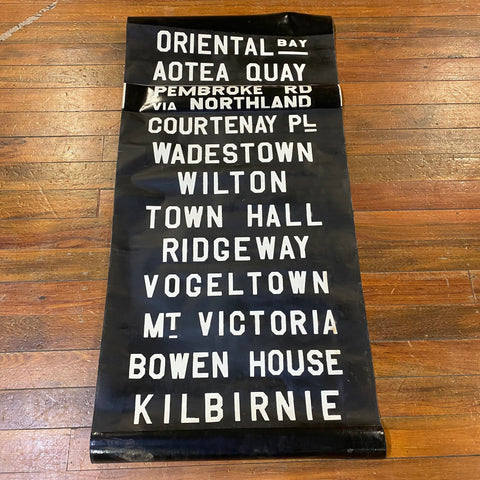 ORIENTAL BAY
AOTEA QUAY
PEMBROKE RD
VIA NORTHLAND
COURTENAY PL
WADESTOWN
WILTON
TOWN HALL
RIDGEWAY
VOGELTOWN
MT VICTORIA
BOWEN HOUSE
KILBIRNIE